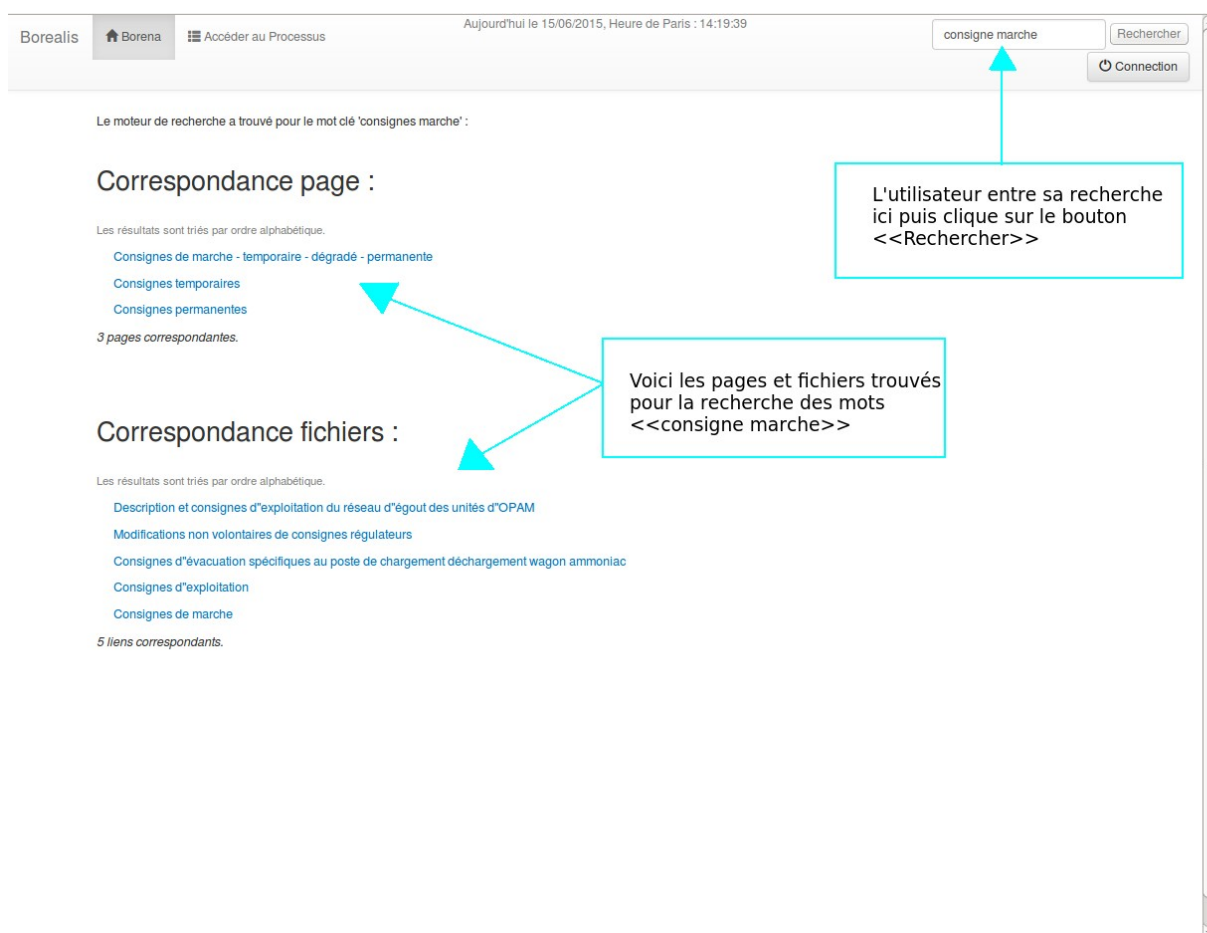 Aujourd'hui le 15/06/2015, Heure de Paris : 14:19:39
Borealis Borena Accéder au Processus
consigne marche Rechercher
Connection
Le moteur de recherche a trouvé pour le mot clé 'consignes marche' :
Correspondance page :
Les résultats sont triés par ordre alphabétique.
Consignes de marche - temporaire - dégradé - permanente
Consignes temporaires
Consignes permanentes
3 pages correspondantes.
L'utilisateur entre sa recherche
ici puis clique sur le bouton
<<Rechercher>>
Voici les pages et fichiers trouvés
pour la recherche des mots
<<consigne marche>>
Correspondance fichiers :
Les résultats sont triés par ordre alphabétique.
Description et consignes d''exploitation du réseau d''égout des unités d''OPAM
Modifications non volontaires de consignes régulateurs
Consignes d''évacuation spécifiques au poste de chargement déchargement wagon ammoniac
Consignes d''exploitation
Consignes de marche
5 liens correspondants.